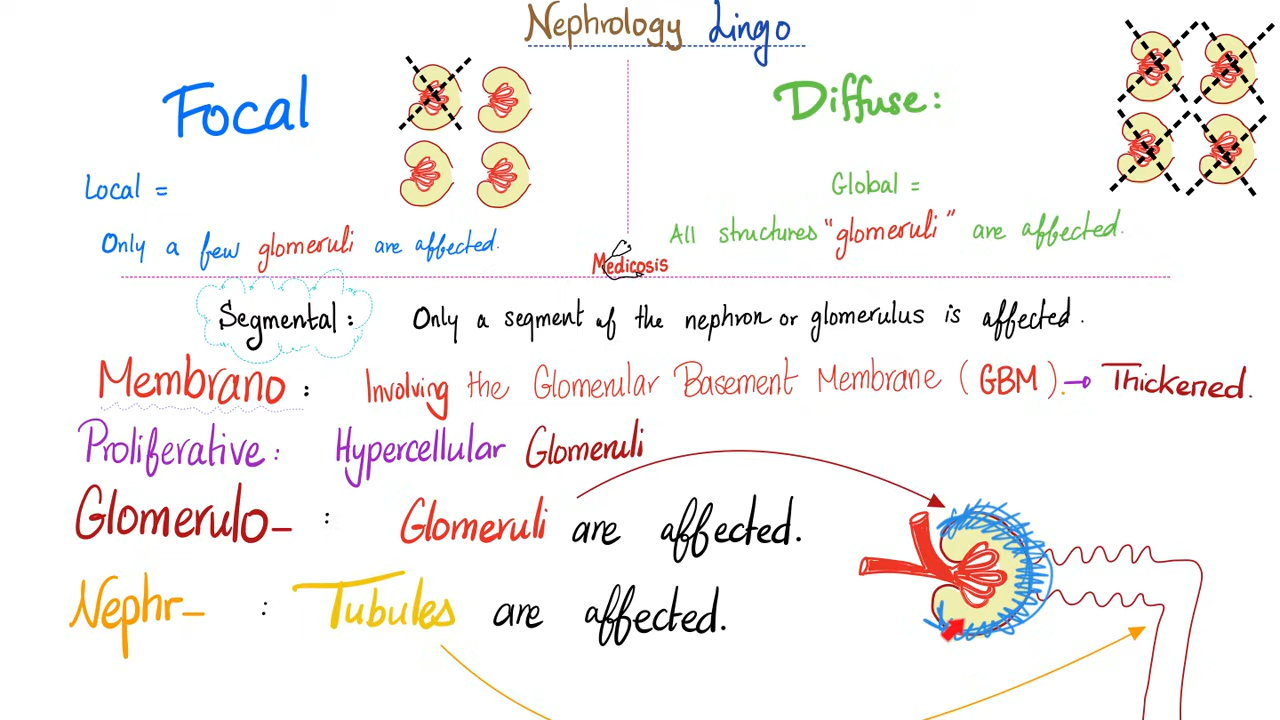 Nephrology Lingo
Focal
Local =
Only a few glomeruli are affected.
Diffuse:
Global =
All structures "glomeruli" are affected.
Medicosis
Segmental: Only a segment of the nephron or glomerulus is affected.
Membrano: Involving the Glomerular Basement Membrane (GBM). → Thickened.
Proliferative: Hypercellular Glomeruli
Glomerulo_ : Glomeruli are affected.
Nephr_ : Tubules are affected.